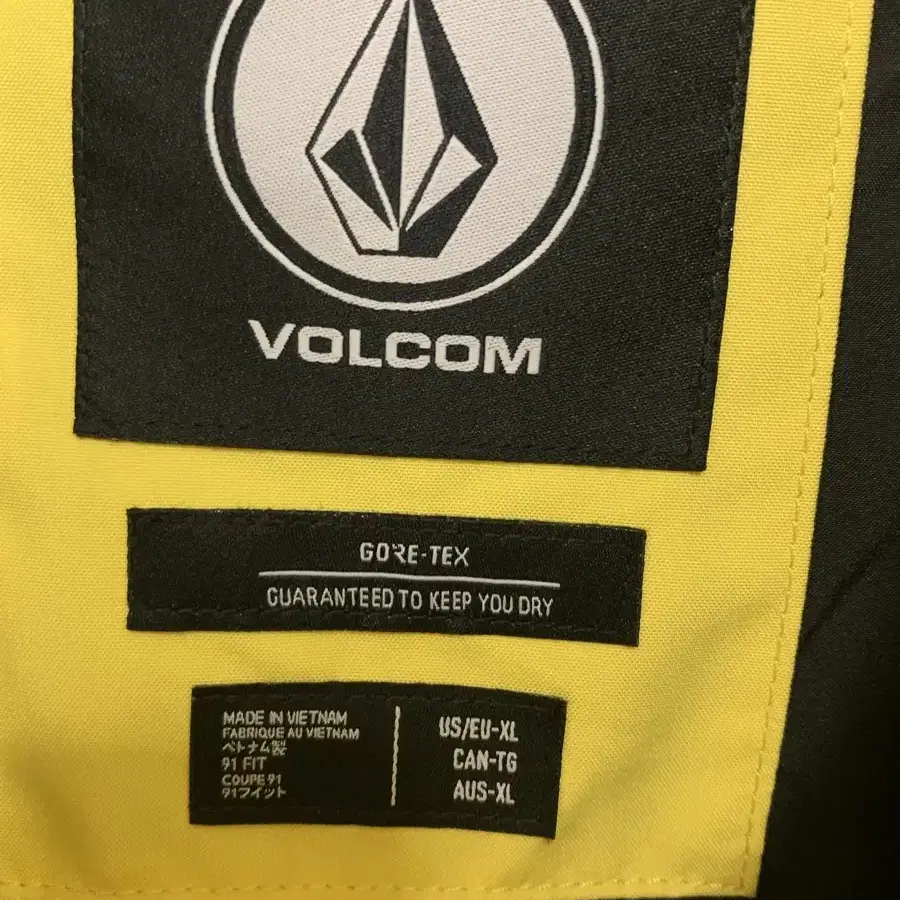 VOLCOM
GORE-TEX
GUARANTEED TO KEEP YOU DRY
MADE IN VIETNAM
FABRIQUE AU VIETNAM
ベトナム製
91 FIT
COUPE 91
91フィット
US/EU-XL
CAN-TG
AUS-XL